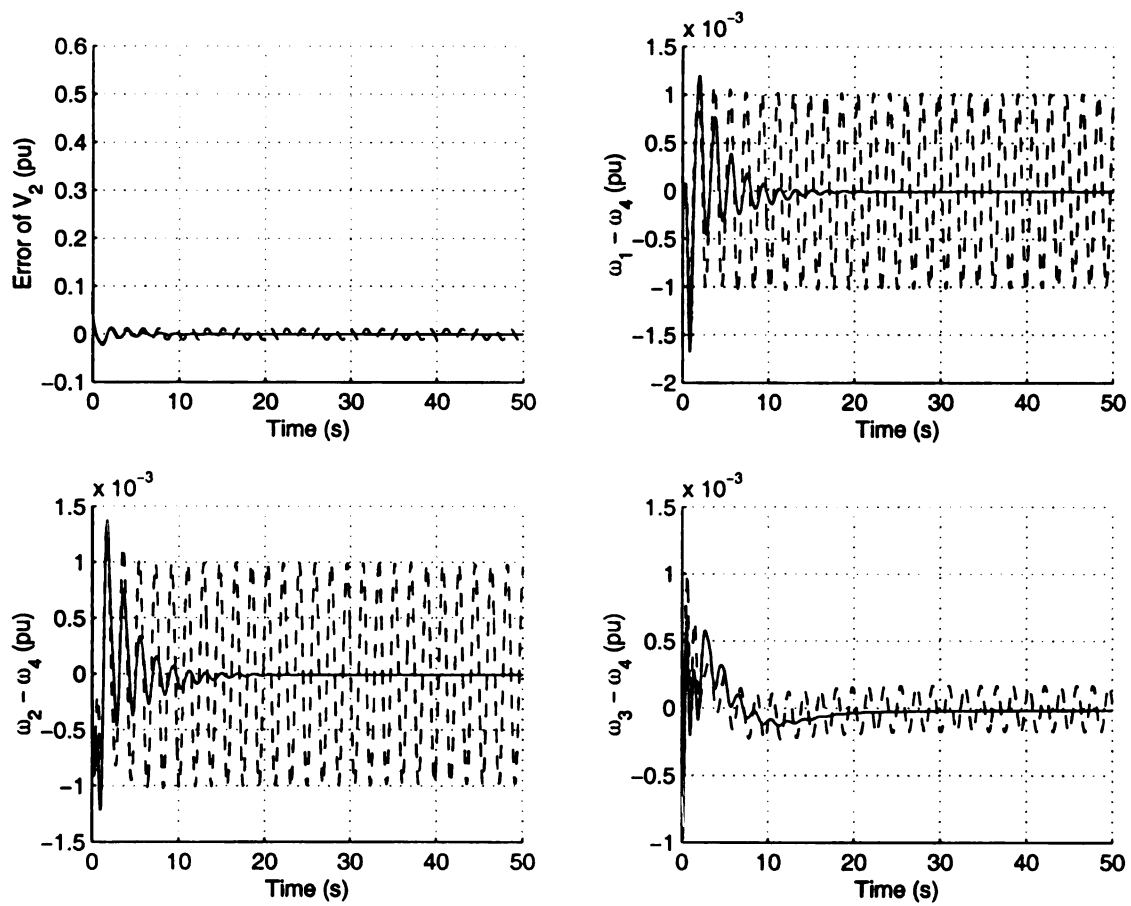 0.6
0.5
0.4
0.3
0.2
0.1
0
−0.1
Error of V₂ (pu)
0 10 20 30 40 50
Time (s)
x 10⁻³
1.5
1
0.5
0
−0.5
−1
−1.5
−2
ω₁ − ω₄ (pu)
0 10 20 30 40 50
Time (s)
x 10⁻³
1.5
1
0.5
0
−0.5
−1
−1.5
ω₂ − ω₄ (pu)
0 10 20 30 40 50
Time (s)
x 10⁻³
1.5
1
0.5
0
−0.5
−1
ω₃ − ω₄ (pu)
0 10 20 30 40 50
Time (s)